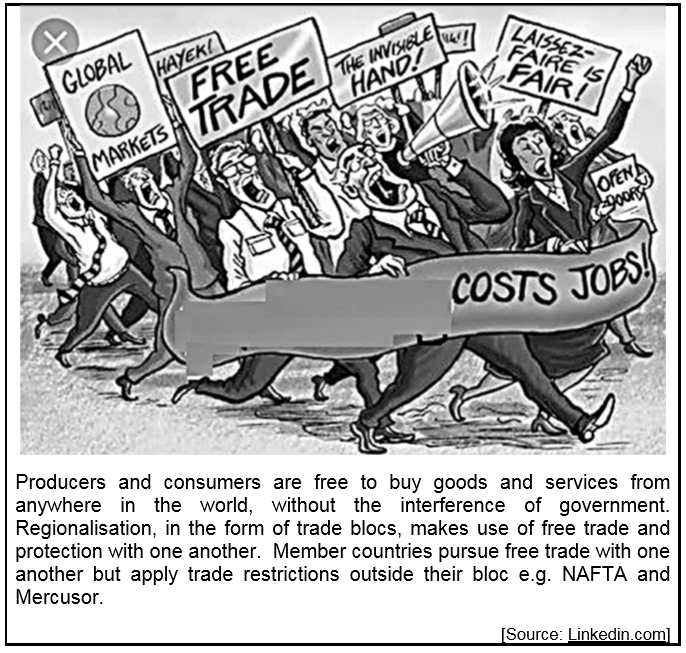 GLOBAL
MARKETS
HAYEK!
FREE
TRADE
THE INVISIBLE
HAND!
LAISSEZ-
FAIRE IS
FAIR!
OPEN
DOORS
COSTS JOBS!
Producers and consumers are free to buy goods and services from
anywhere in the world, without the interference of government.
Regionalisation, in the form of trade blocs, makes use of free trade and
protection with one another. Member countries pursue free trade with one
another but apply trade restrictions outside their bloc e.g. NAFTA and
Mercusor.
[Source: Linkedin.com]